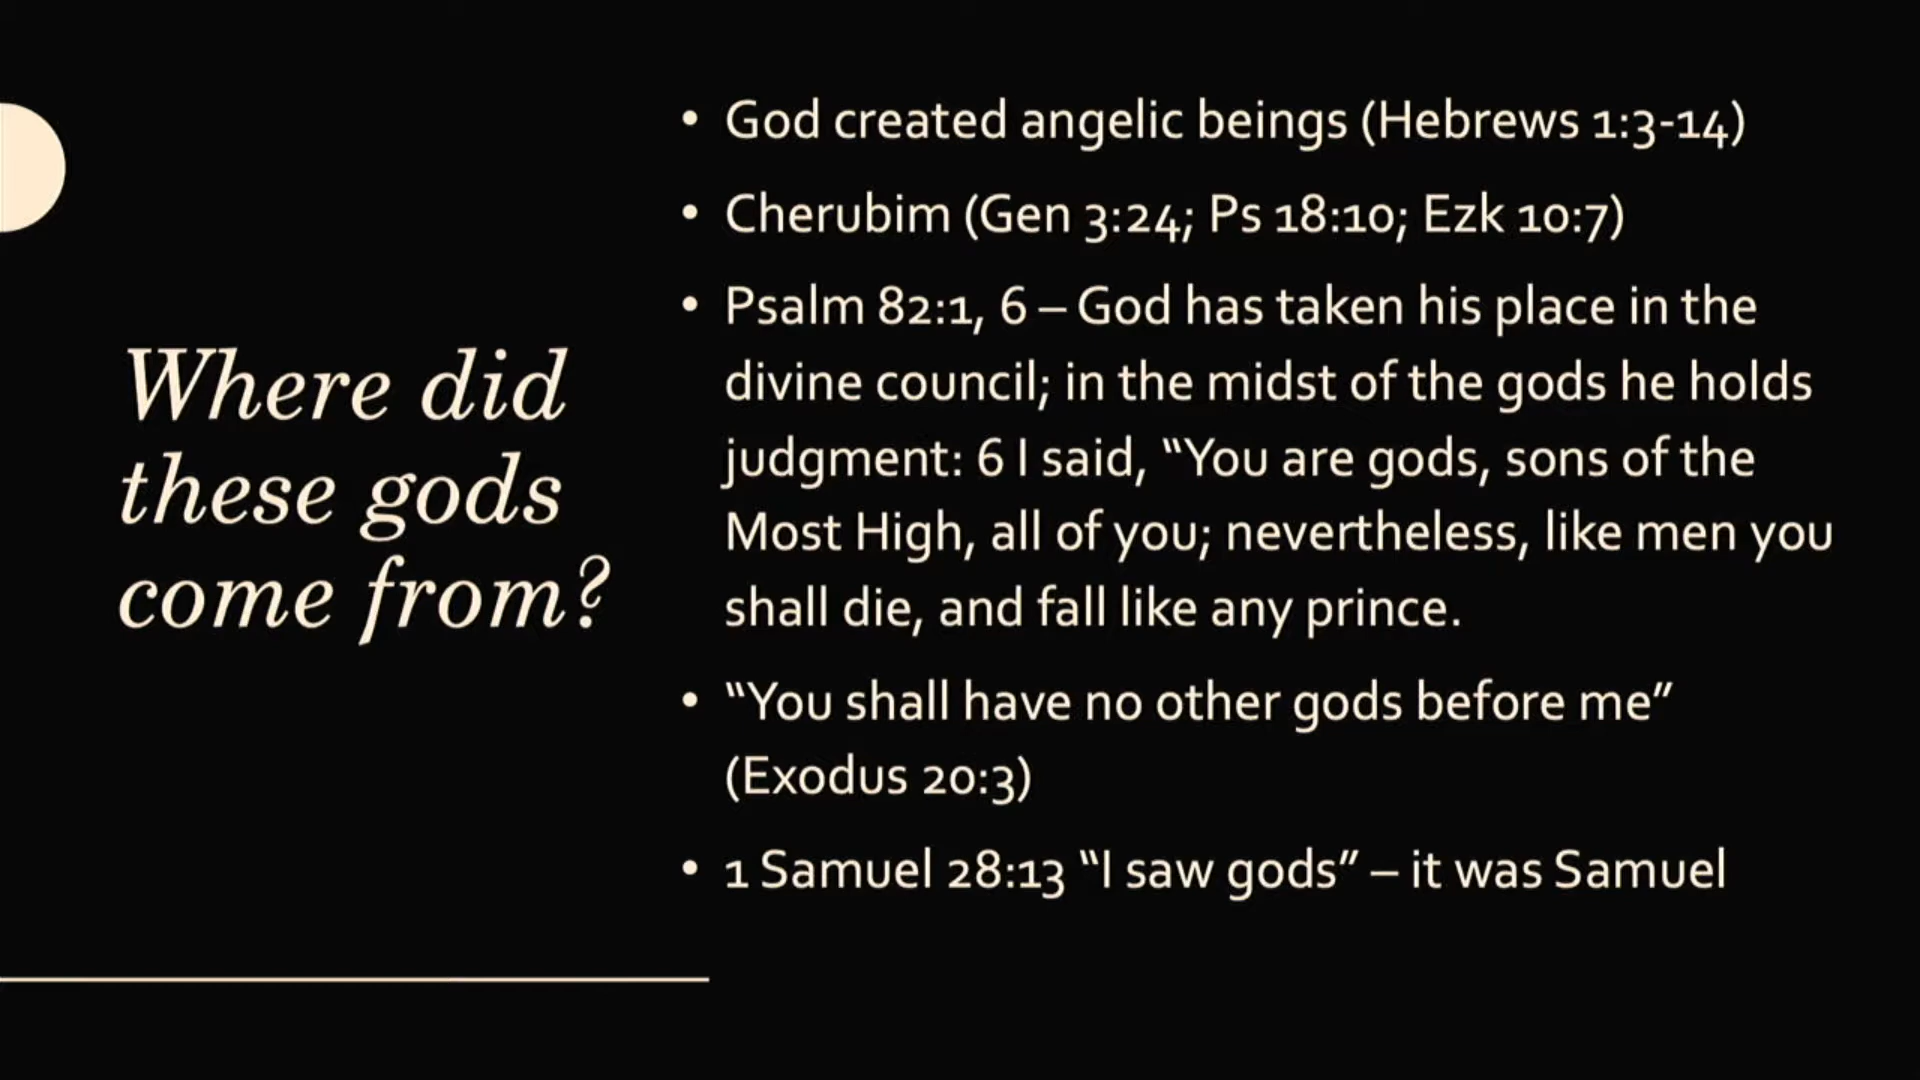 Where did
these gods
come from?
• God created angelic beings (Hebrews 1:3-14)
• Cherubim (Gen 3:24; Ps 18:10; Ezk 10:7)
• Psalm 82:1, 6 – God has taken his place in the
divine council; in the midst of the gods he holds
judgment: 6 I said, “You are gods, sons of the
Most High, all of you; nevertheless, like men you
shall die, and fall like any prince.
• “You shall have no other gods before me”
(Exodus 20:3)
• 1 Samuel 28:13 “I saw gods” – it was Samuel